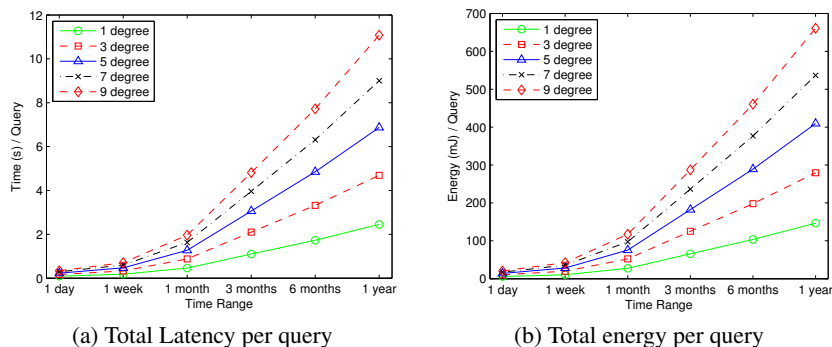 12
10
8
6
4
2
0
Time (s) / Query
1 degree
3 degree
5 degree
7 degree
9 degree
1 day 1 week 1 month 3 months 6 months 1 year
Time Range
(a) Total Latency per query
700
600
500
400
300
200
100
0
Energy (mJ) / Query
1 degree
3 degree
5 degree
7 degree
9 degree
1 day 1 week 1 month 3 months 6 months 1 year
Time Range
(b) Total energy per query